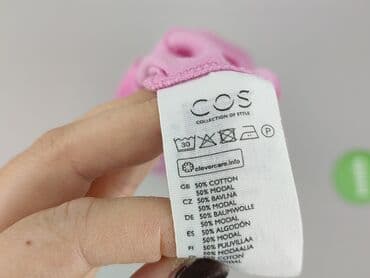 COS
COLLECTION OF STYLE
30
P
clevercare.info
GB 50% COTTON
50% MODAL
CZ 50% BAVLNA
50% MODAL
DE 50% BAUMWOLLE
50% MODAL
ES 50% ALGODÓN
50% MODAL
FI 50% PUUVILLAA
50% MODAALIA